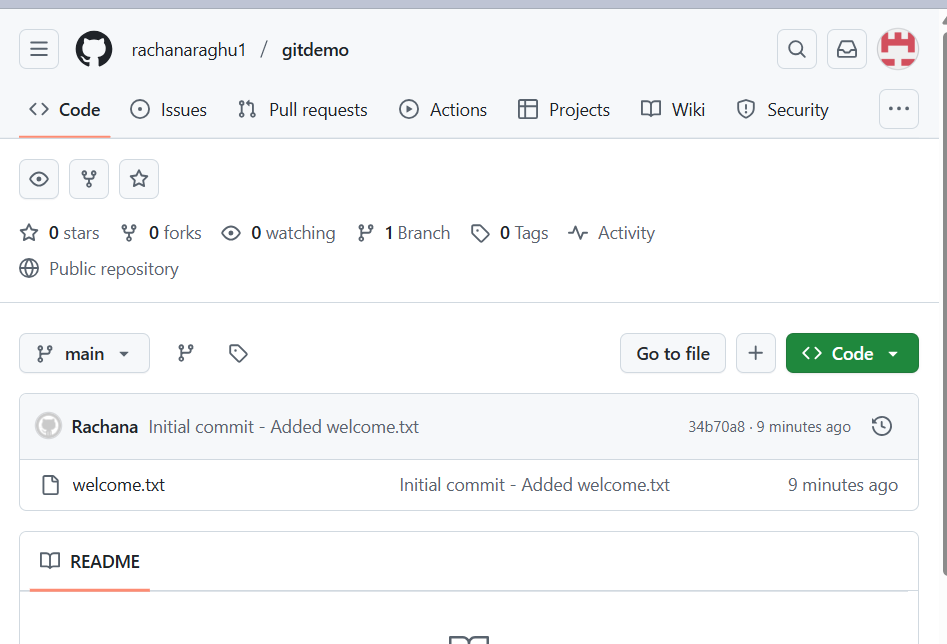 rachanaraghu1 / gitdemo
Code Issues Pull requests Actions Projects Wiki Security
0 stars 0 forks 0 watching 1 Branch 0 Tags Activity
Public repository
main Go to file Code
Rachana Initial commit - Added welcome.txt 34b70a8 · 9 minutes ago
welcome.txt Initial commit - Added welcome.txt 9 minutes ago
README